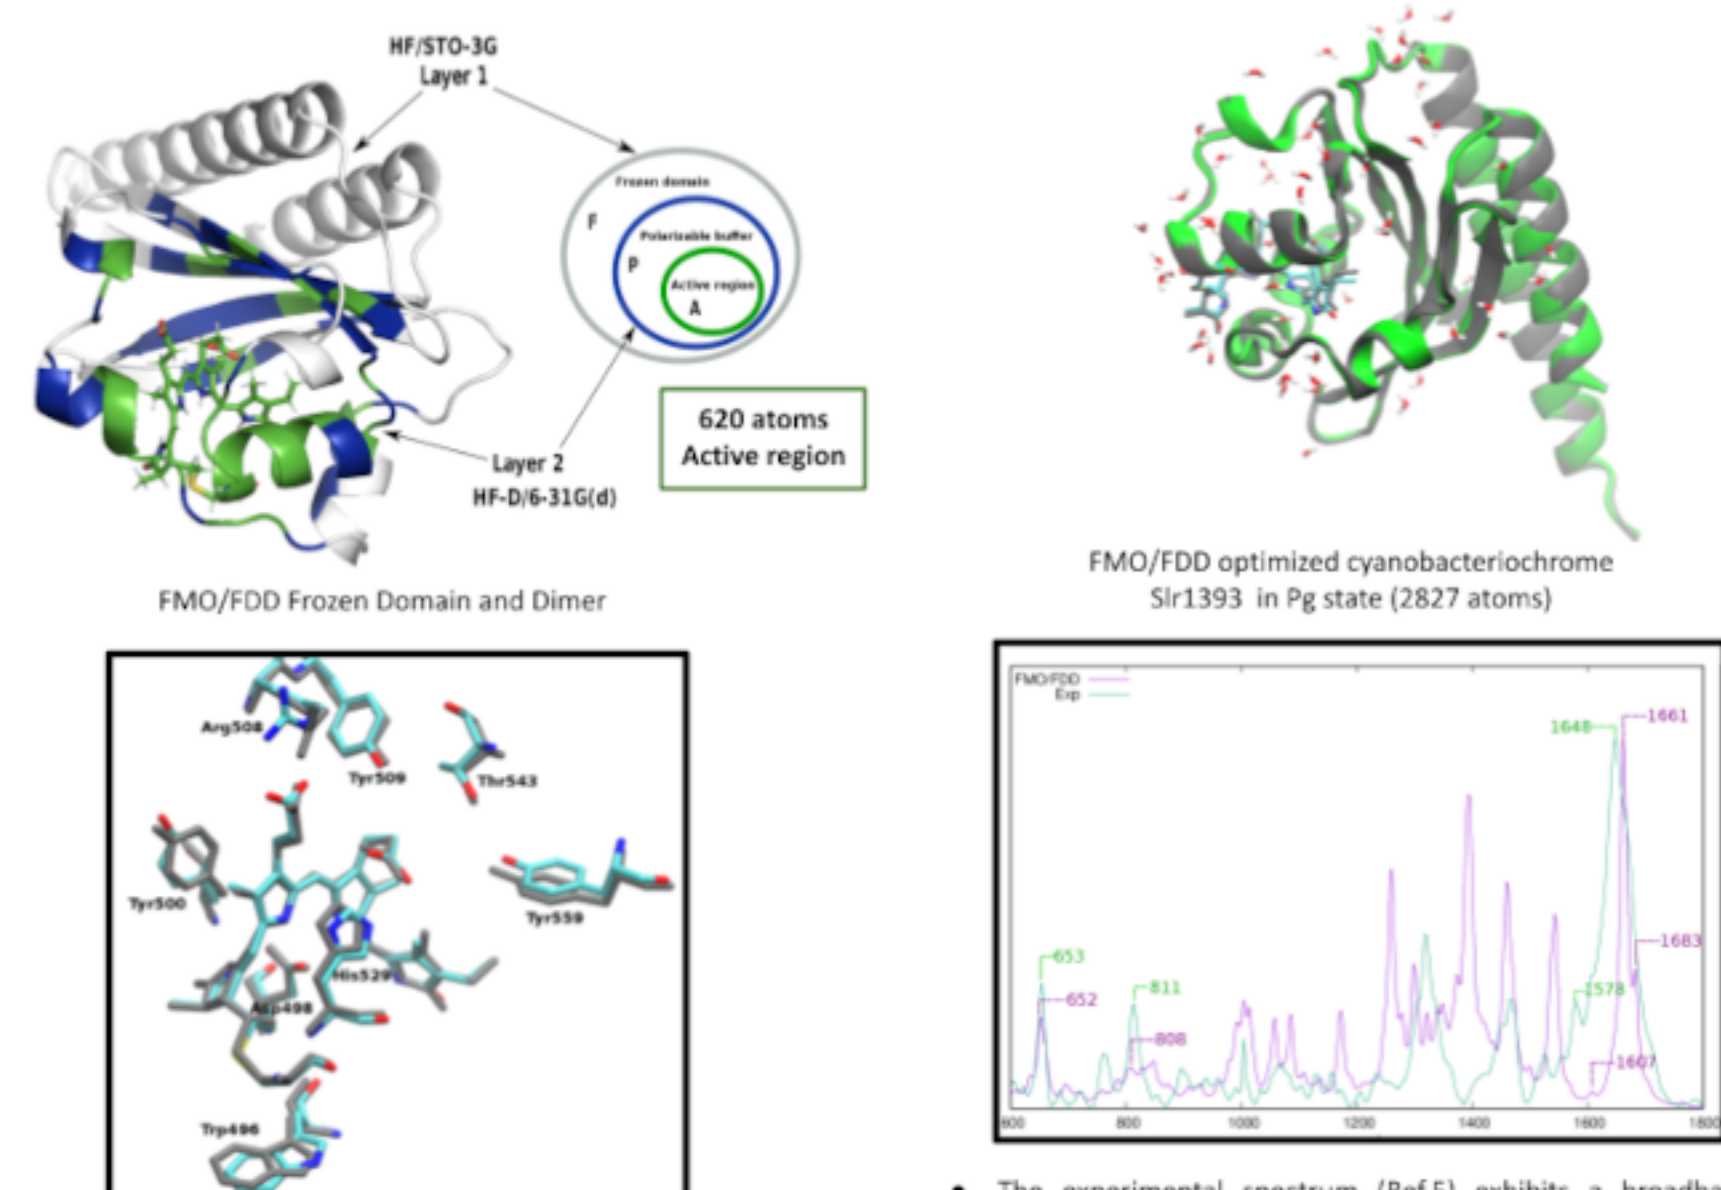 HF/STO-3G
Layer 1
Frozen domain
F
Polarizable buffer
P
Active region
A
620 atoms
Active region
Layer 2
HF-D/6-31G(d)
FMO/FDD Frozen Domain and Dimer
FMO/FDD optimized cyanobacteriochrome
Slr1393 in Pg state (2827 atoms)
Arg508
Tyr509
Thr543
Tyr500
Tyr559
His529
Asp498
Trp496
FMO/FDD
Exp
1661
1648
1683
653
811
1578
652
808
1607
600 800 1000 1200 1400 1600 1800
• The experimental spectrum (Ref.5) exhibits a